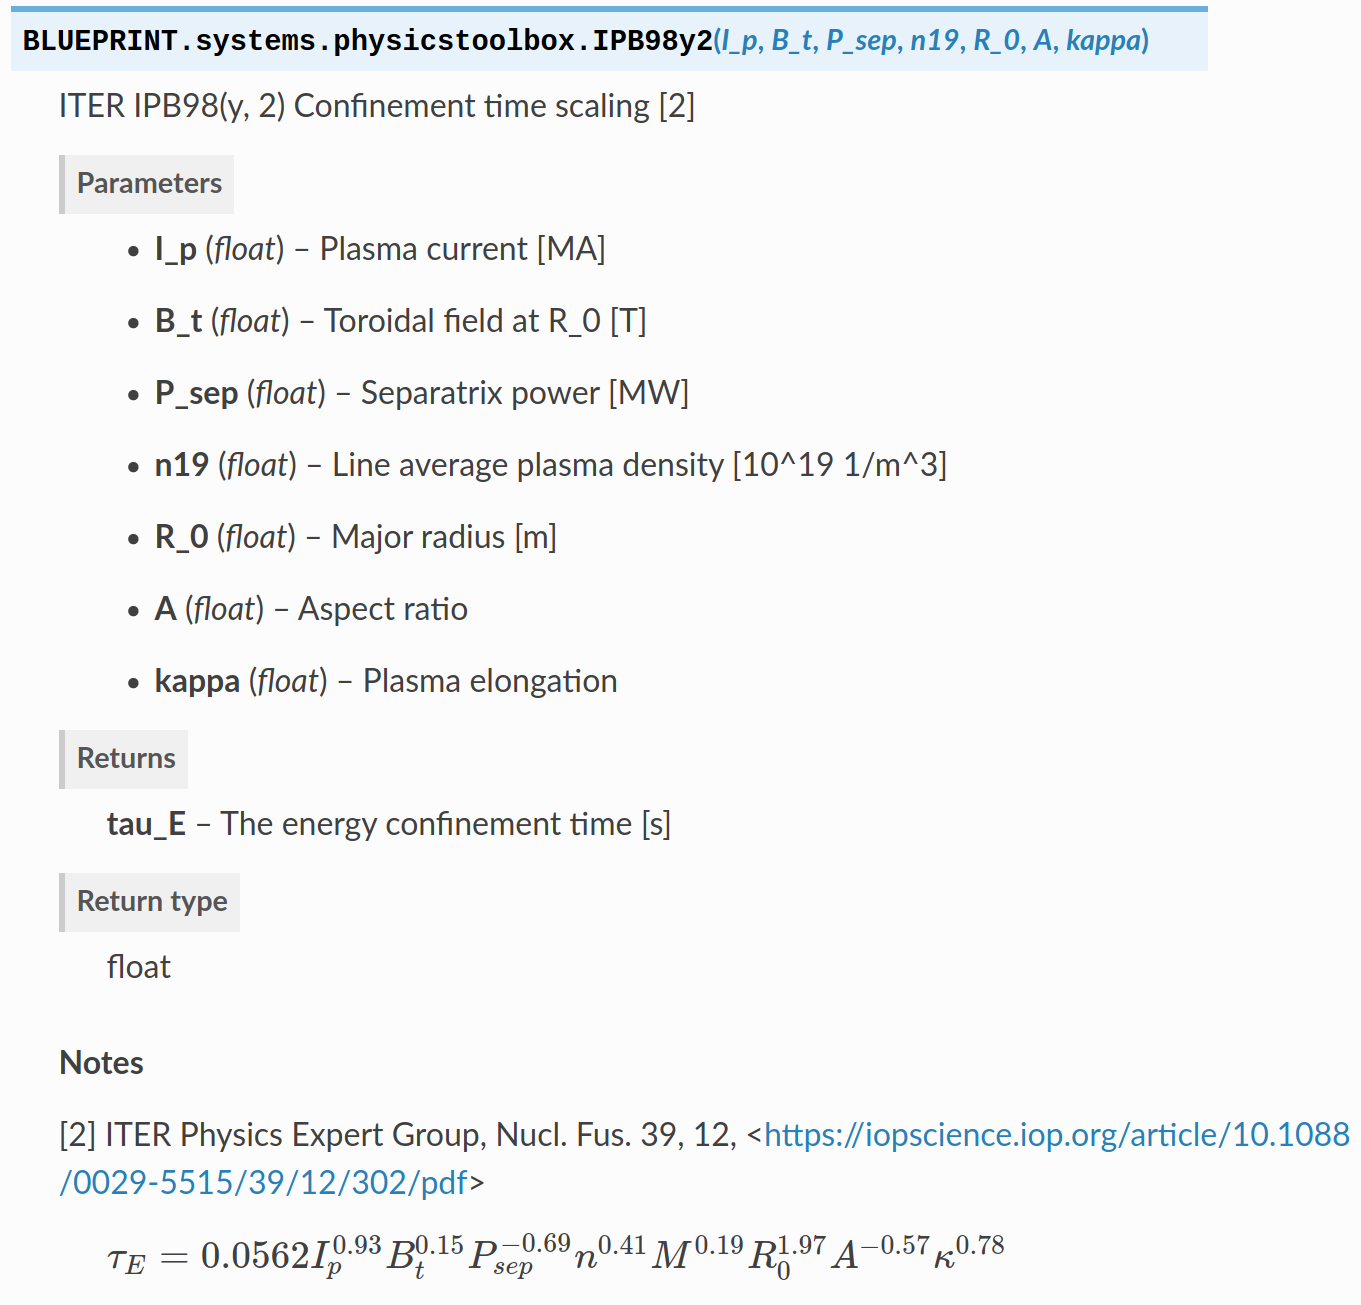 BLUEPRINT.systems.physicstoolbox.IPB98y2(I_p, B_t, P_sep, n19, R_0, A, kappa)
ITER IPB98(y, 2) Confinement time scaling [2]
Parameters
• I_p (float) – Plasma current [MA]
• B_t (float) – Toroidal field at R_0 [T]
• P_sep (float) – Separatrix power [MW]
• n19 (float) – Line average plasma density [10^19 1/m^3]
• R_0 (float) – Major radius [m]
• A (float) – Aspect ratio
• kappa (float) – Plasma elongation
Returns
tau_E – The energy confinement time [s]
Return type
float
Notes
[2] ITER Physics Expert Group, Nucl. Fus. 39, 12, <https://iopscience.iop.org/article/10.1088
/0029-5515/39/12/302/pdf>
τ_E = 0.0562I_p^{0.93}B_t^{0.15}P_{sep}^{−0.69}n^{0.41}M^{0.19}R_0^{1.97}A^{−0.57}κ^{0.78}